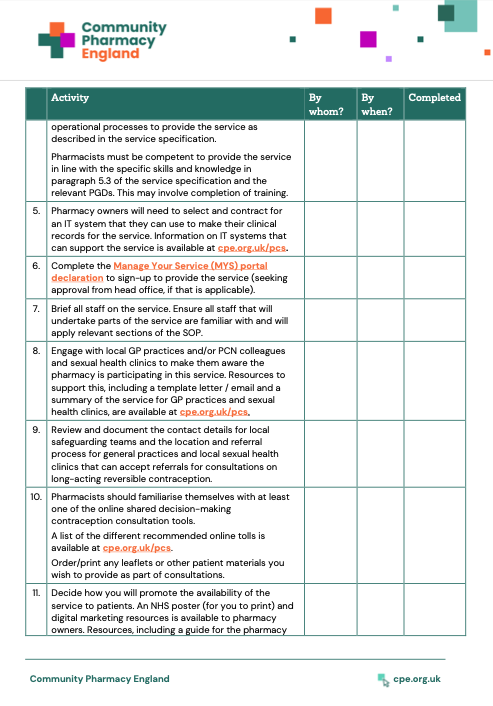 Community
Pharmacy
England
Activity
By
whom?
By
when?
Completed
operational processes to provide the service as
described in the service specification.
Pharmacists must be competent to provide the service
in line with the specific skills and knowledge in
paragraph 5.3 of the service specification and the
relevant PGDs. This may involve completion of training.
5.
Pharmacy owners will need to select and contract for
an IT system that they can use to make their clinical
records for the service. Information on IT systems that
can support the service is available at cpe.org.uk/pcs.
6.
Complete the Manage Your Service (MYS) portal
declaration to sign-up to provide the service (seeking
approval from head office, if that is applicable).
7.
Brief all staff on the service. Ensure all staff that will
undertake parts of the service are familiar with and will
apply relevant sections of the SOP.
8.
Engage with local GP practices and/or PCN colleagues
and sexual health clinics to make them aware the
pharmacy is participating in this service. Resources to
support this, including a template letter / email and a
summary of the service for GP practices and sexual
health clinics, are available at cpe.org.uk/pcs.
9.
Review and document the contact details for local
safeguarding teams and the location and referral
process for general practices and local sexual health
clinics that can accept referrals for consultations on
long-acting reversible contraception.
10.
Pharmacists should familiarise themselves with at least
one of the online shared decision-making
contraception consultation tools.
A list of the different recommended online tolls is
available at cpe.org.uk/pcs.
Order/print any leaflets or other patient materials you
wish to provide as part of consultations.
11.
Decide how you will promote the availability of the
service to patients. An NHS poster (for you to print) and
digital marketing resources is available to pharmacy
owners. Resources, including a guide for the pharmacy
Community Pharmacy England
cpe.org.uk